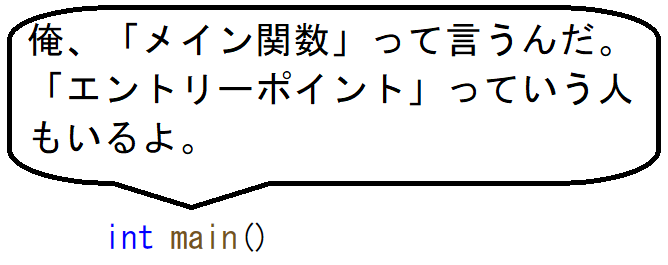 俺、「メイン関数」って言うんだ。
「エントリーポイント」っていう人
もいるよ。
int main()